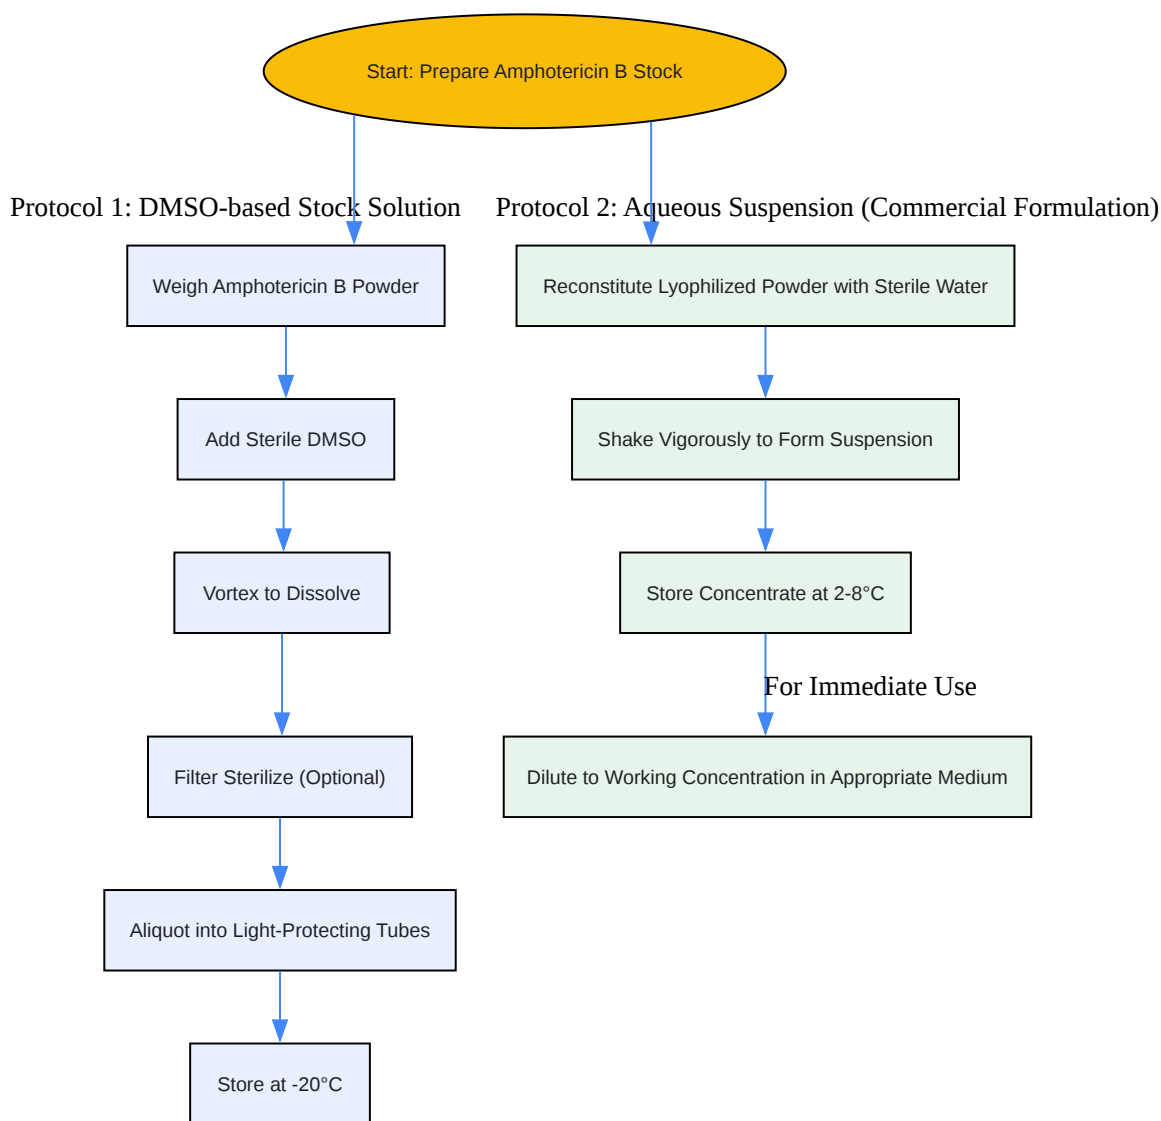 Start: Prepare Amphotericin B Stock
Protocol 1: DMSO-based Stock Solution
Weigh Amphotericin B Powder
Add Sterile DMSO
Vortex to Dissolve
Filter Sterilize (Optional)
Aliquot into Light-Protecting Tubes
Store at -20°C
Protocol 2: Aqueous Suspension (Commercial Formulation)
Reconstitute Lyophilized Powder with Sterile Water
Shake Vigorously to Form Suspension
Store Concentrate at 2-8°C
For Immediate Use
Dilute to Working Concentration in Appropriate Medium